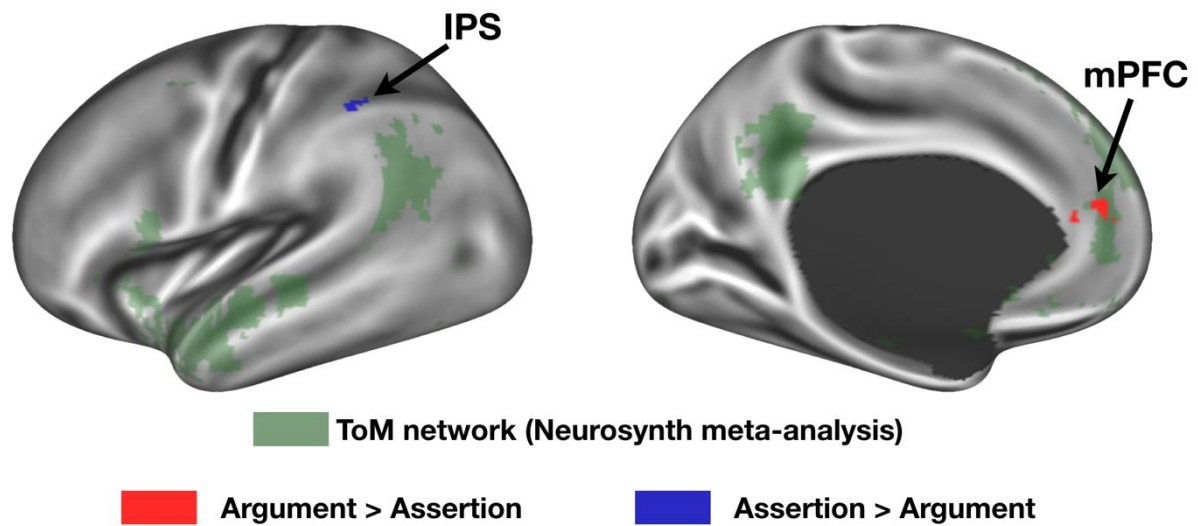 IPS
mPFC
ToM network (Neurosynth meta-analysis)
Argument > Assertion
Assertion > Argument